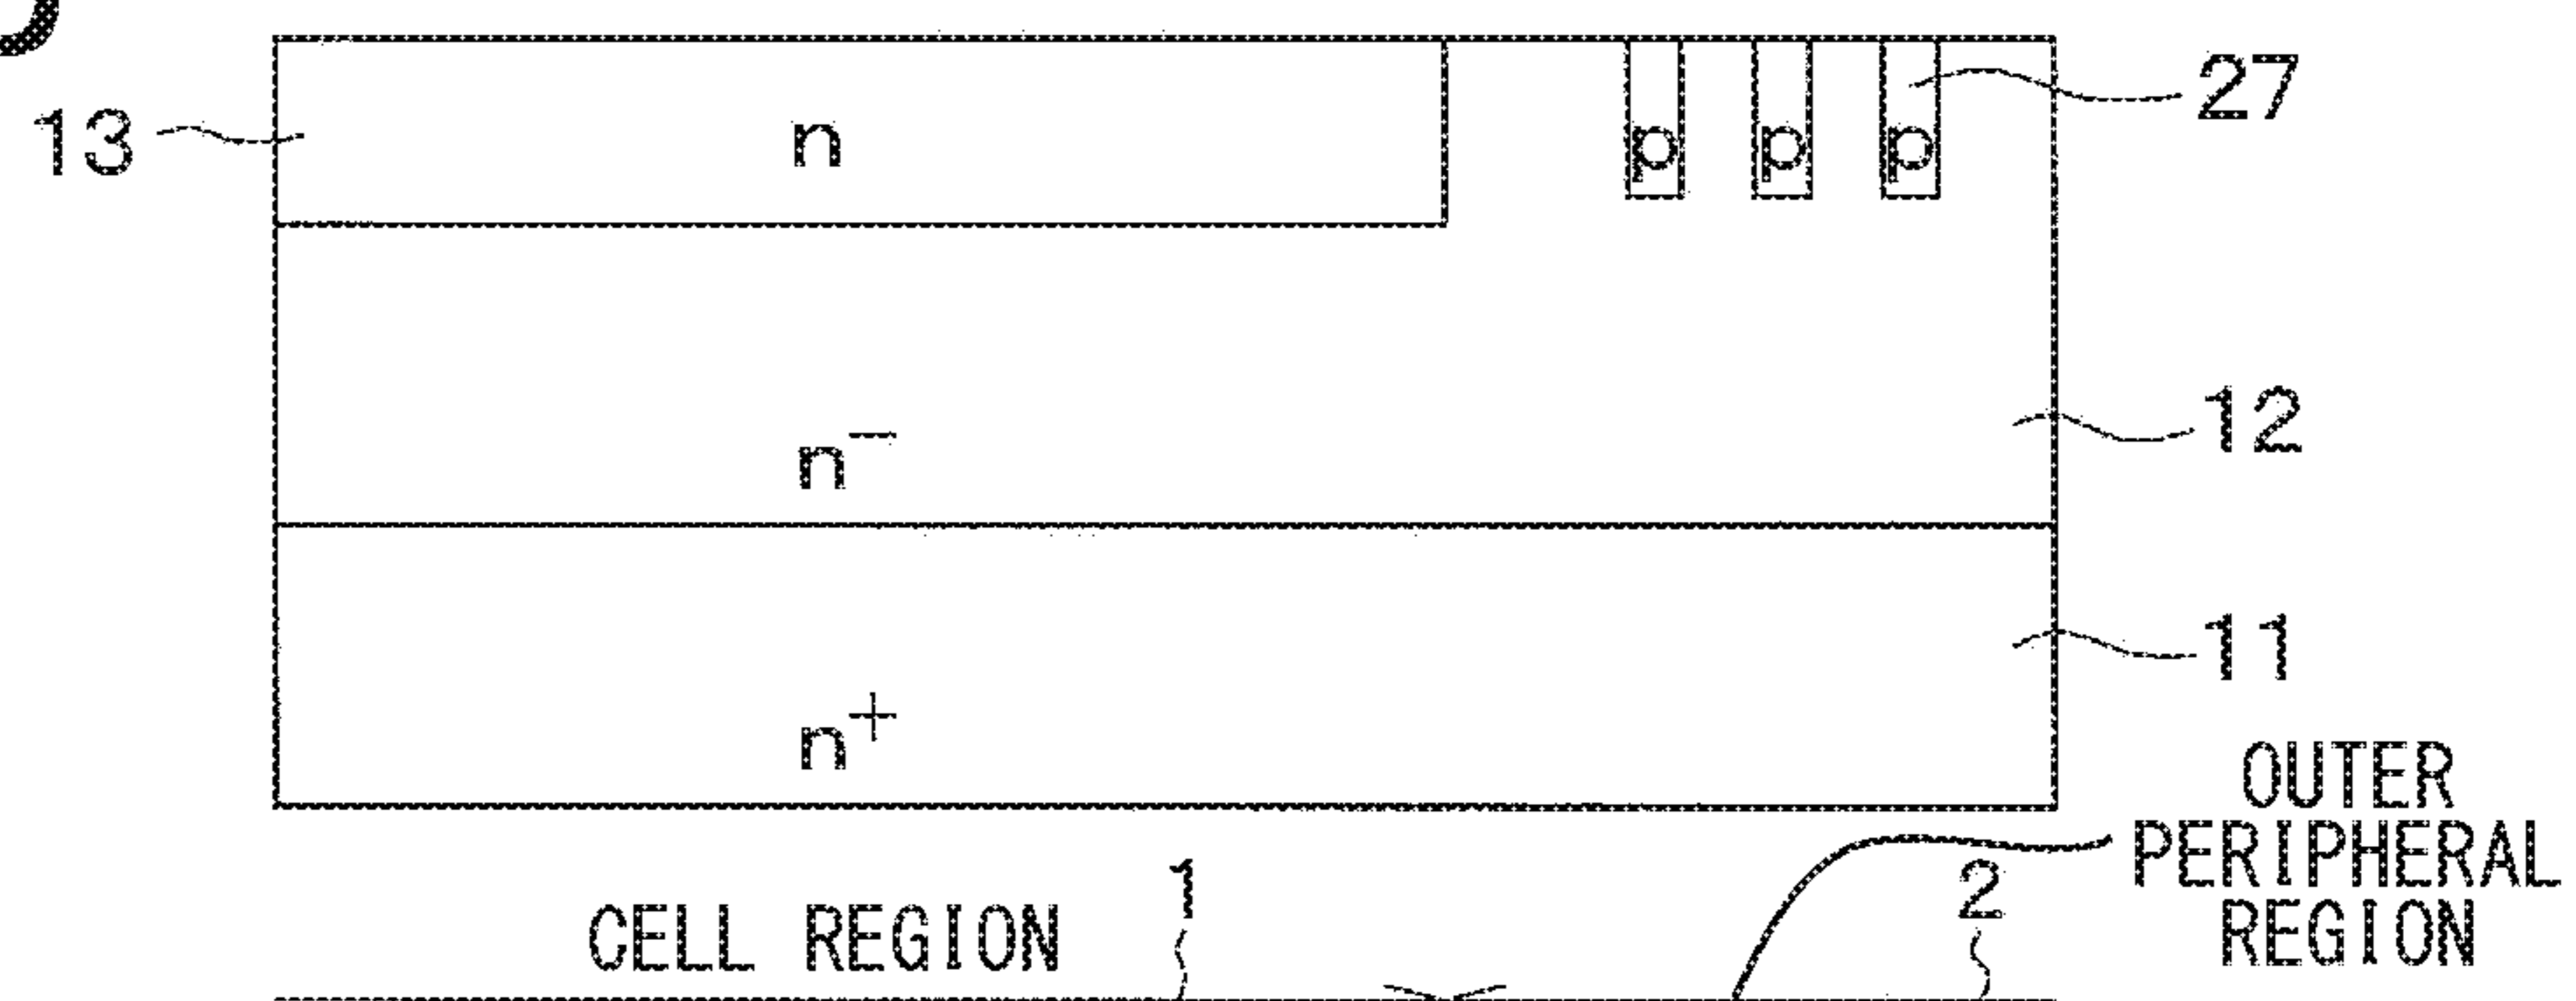 13
n
p
p
p
27
n⁻
12
n⁺
11
OUTER
PERIPHERAL
REGION
CELL REGION
1
2